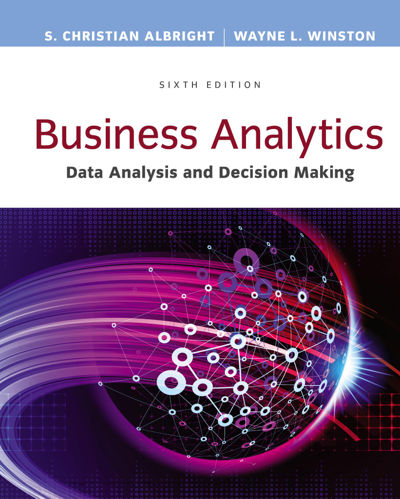 S. CHRISTIAN ALBRIGHT | WAYNE L. WINSTON
SIXTH EDITION
Business Analytics
Data Analysis and Decision Making